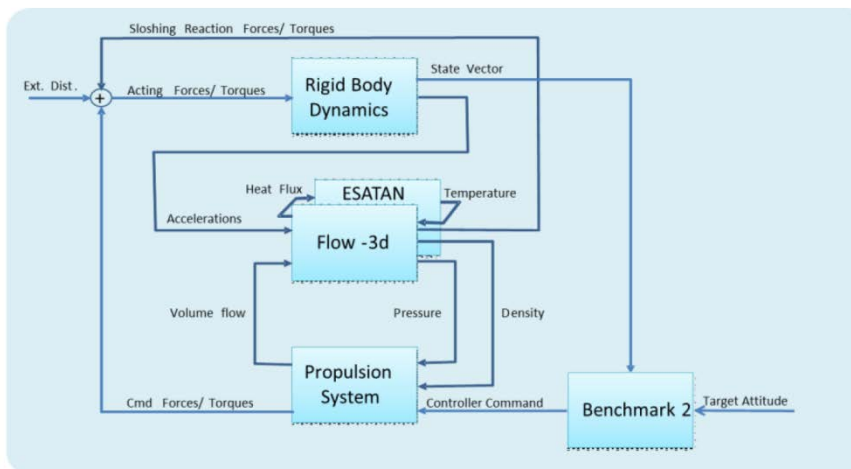 Sloshing Reaction Forces/ Torques
State Vector
Ext. Dist.
+
Acting Forces/ Torques
Rigid Body
Dynamics
Heat Flux
ESATAN
Temperature
Accelerations
Flow -3d
Volume flow
Pressure
Density
Propulsion
System
Cmd Forces/ Torques
Controller Command
Benchmark 2
Target Attitude